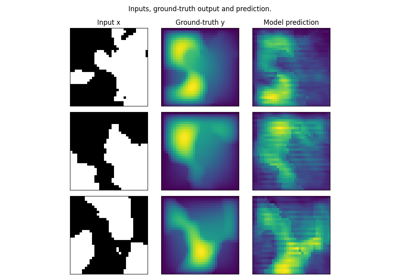 Inputs, ground-truth output and prediction.
Input x
Ground-truth y
Model prediction